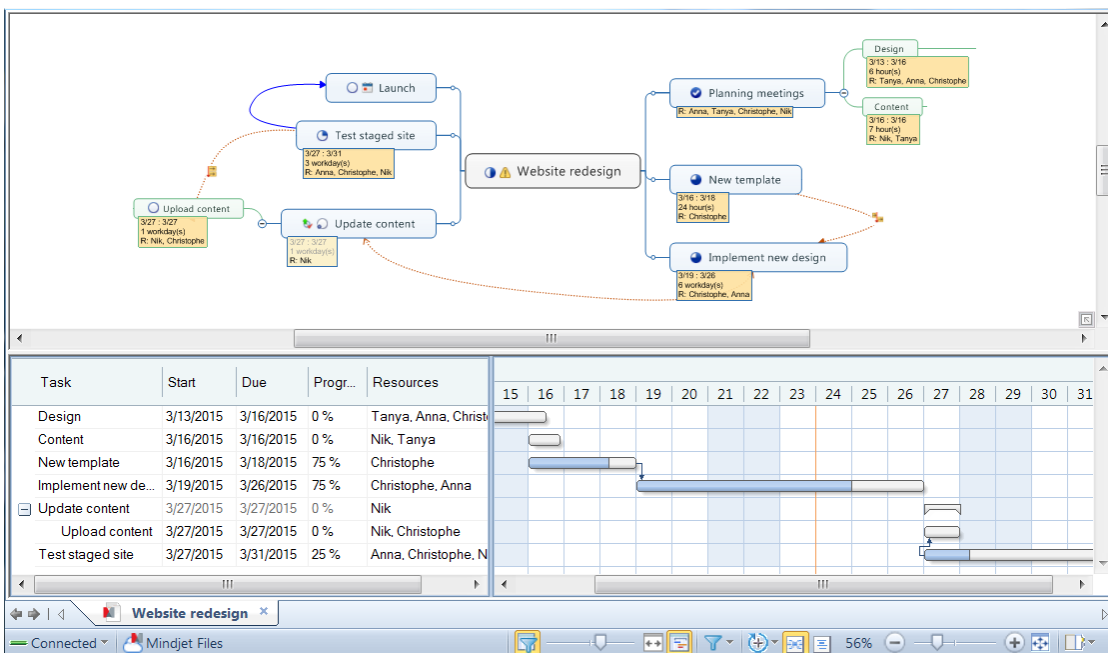 Design
3/13 : 3/16
6 hour(s)
R: Tanya, Anna, Christophe
Launch
Planning meetings
R: Anna, Tanya, Christophe, Nik
Content
3/16 : 3/16
7 hour(s)
R: Nik, Tanya
Test staged site
3/27 : 3/31
3 workday(s)
R: Anna, Christophe, Nik
Website redesign
New template
3/16 : 3/18
24 hour(s)
R: Christophe
Upload content
3/27 : 3/27
1 workday(s)
R: Nik, Christophe
Update content
3/27 : 3/27
1 workday(s)
R: Nik
Implement new design
3/19 : 3/26
6 workday(s)
R: Christophe, Anna
Task Start Due Progr... Resources
15 16 17 18 19 20 21 22 23 24 25 26 27 28 29 30 31
Design 3/13/2015 3/16/2015 0 % Tanya, Anna, Christ
Content 3/16/2015 3/16/2015 0 % Nik, Tanya
New template 3/16/2015 3/18/2015 75 % Christophe
Implement new de... 3/19/2015 3/26/2015 75 % Christophe, Anna
Update content 3/27/2015 3/27/2015 0 % Nik
Upload content 3/27/2015 3/27/2015 0 % Nik, Christophe
Test staged site 3/27/2015 3/31/2015 25 % Anna, Christophe, N
Website redesign ×
Connected Mindjet Files 56%